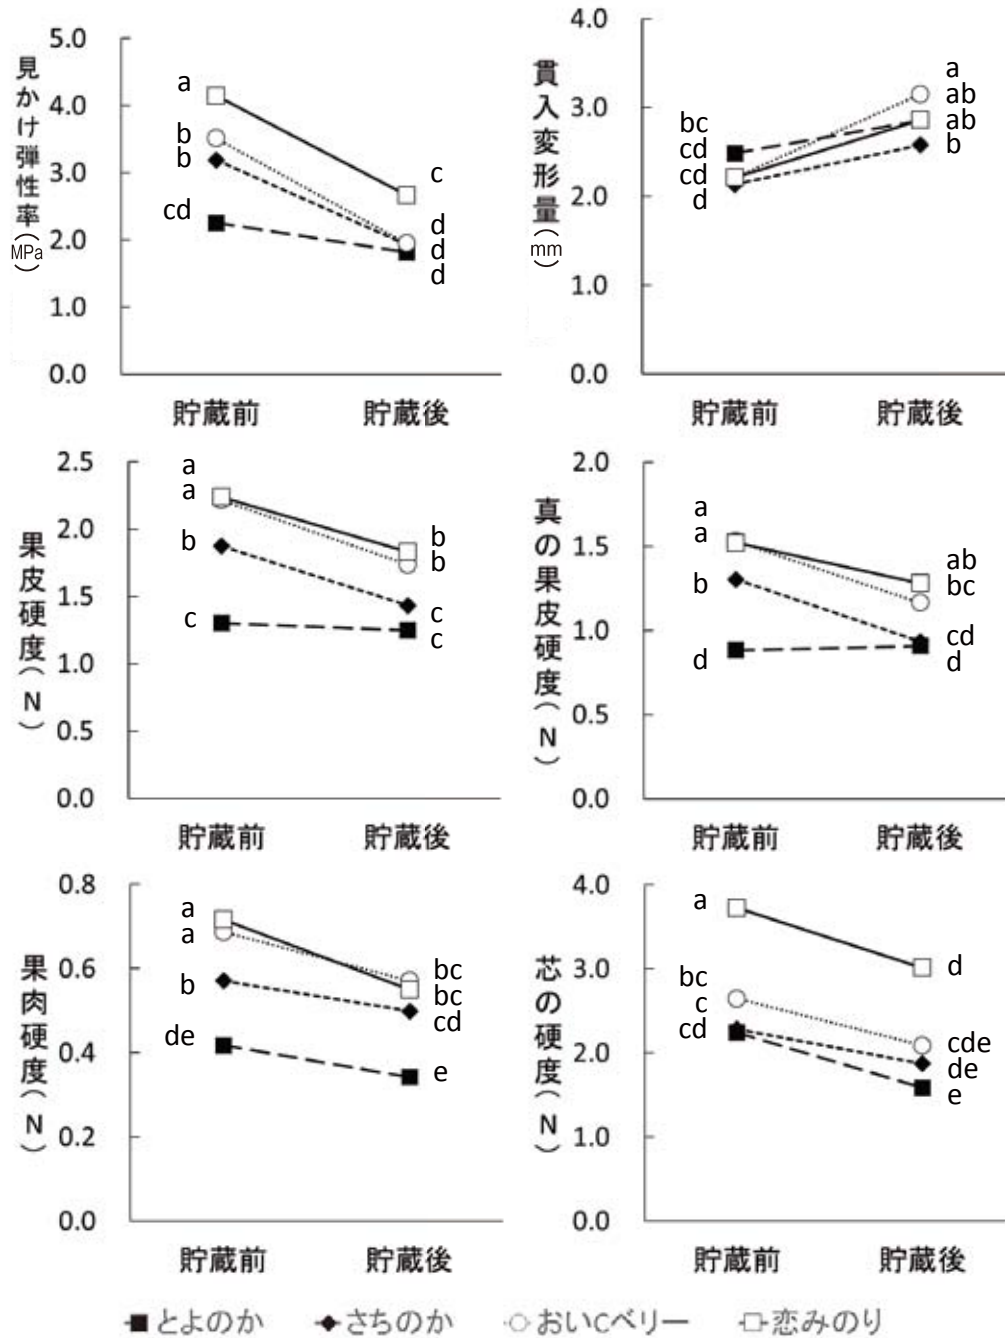 見かけ弾性率(MPa)
5.0
4.0
3.0
2.0
1.0
0.0
a
b
b
cd
c
d
d
d
貯蔵前 貯蔵後
貫入変形量(mm)
4.0
3.0
2.0
1.0
0.0
bc
cd
cd
d
a
ab
ab
b
貯蔵前 貯蔵後
果皮硬度(N)
2.5
2.0
1.5
1.0
0.5
0.0
a
a
b
c
b
b
c
c
貯蔵前 貯蔵後
真の果皮硬度(N)
2.0
1.5
1.0
0.5
0.0
a
a
b
d
ab
bc
cd
d
貯蔵前 貯蔵後
果肉硬度(N)
0.8
0.6
0.4
0.2
0.0
a
a
b
de
bc
bc
cd
e
貯蔵前 貯蔵後
芯の硬度(N)
4.0
3.0
2.0
1.0
0.0
a
bc
c
cd
d
cde
de
e
貯蔵前 貯蔵後
とよのか さちのか おいCベリー 恋みのり